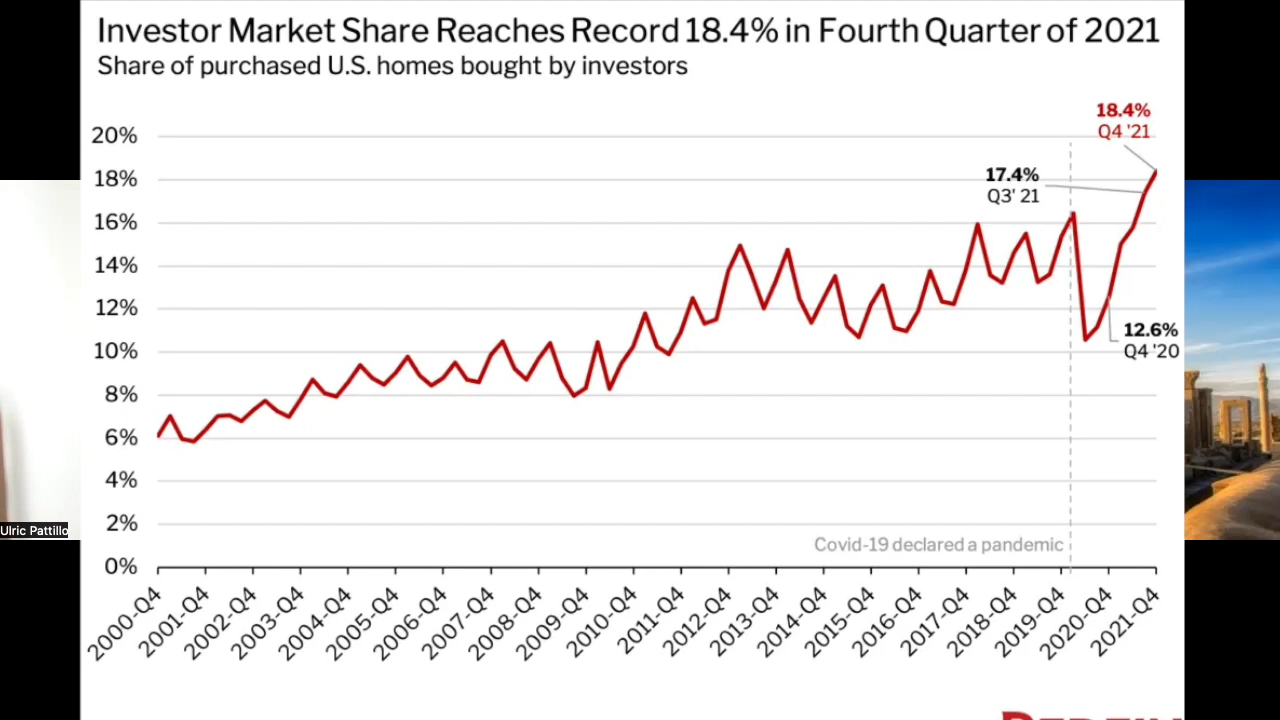 Investor Market Share Reaches Record 18.4% in Fourth Quarter of 2021
Share of purchased U.S. homes bought by investors
18.4%
Q4 '21
20%
17.4%
Q3' 21
18%
16%
14%
12%
12.6%
Q4 '20
10%
8%
6%
4%
2%
Ulric Pattillo
Covid-19 declared a pandemic
0%
2000-Q4
2001-Q4
2002-Q4
2003-Q4
2004-Q4
2005-Q4
2006-Q4
2007-Q4
2008-Q4
2009-Q4
2010-Q4
2011-Q4
2012-Q4
2013-Q4
2014-Q4
2015-Q4
2016-Q4
2017-Q4
2018-Q4
2019-Q4
2020-Q4
2021-Q4